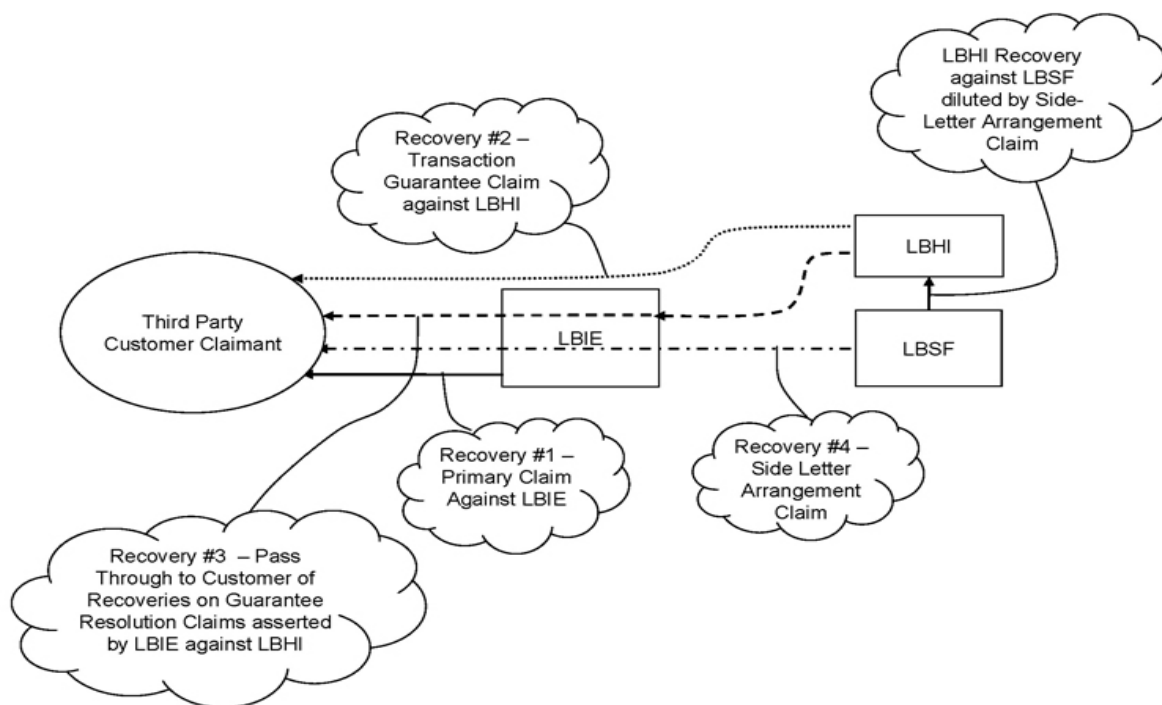 LBHI Recovery
against LBSF
diluted by Side-
Letter Arrangement
Claim
Recovery #2 –
Transaction
Guarantee Claim
against LBHI
LBHI
Third Party
Customer Claimant
LBIE
LBSF
Recovery #1 –
Primary Claim
Against LBIE
Recovery #4 –
Side Letter
Arrangement
Claim
Recovery #3 – Pass
Through to Customer of
Recoveries on Guarantee
Resolution Claims asserted
by LBIE against LBHI